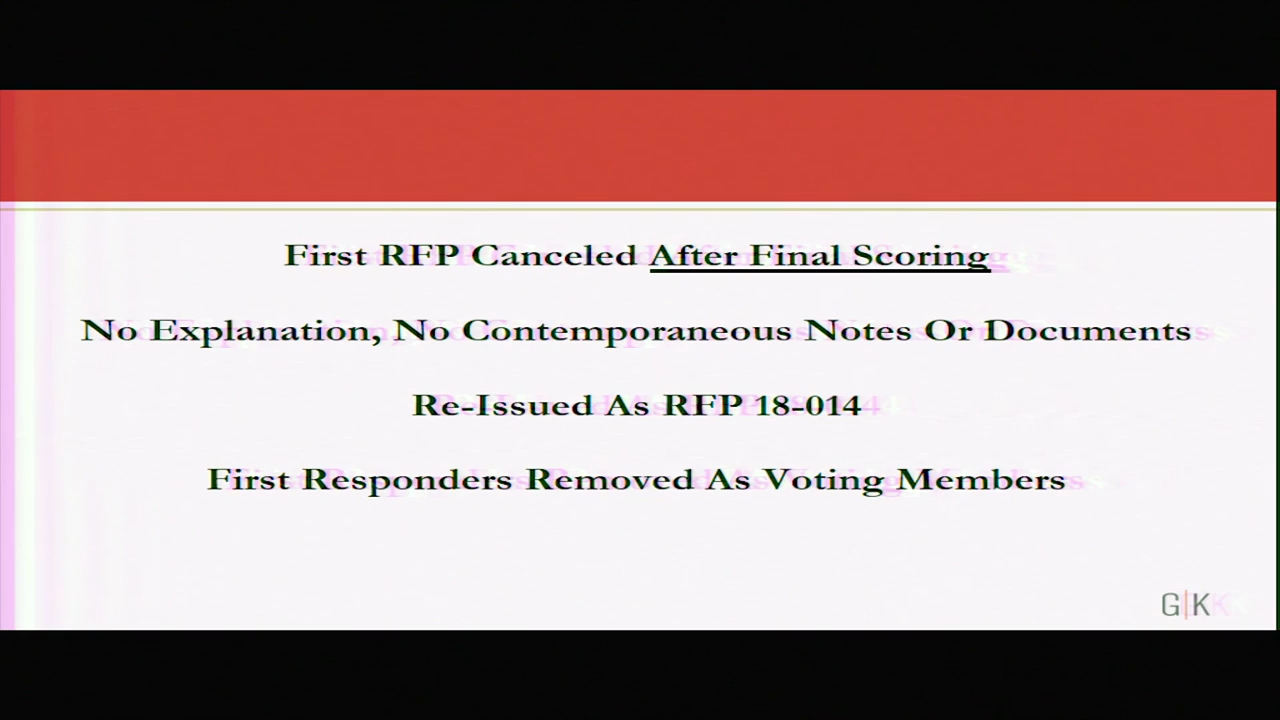 First RFP Canceled After Final Scoring
No Explanation, No Contemporaneous Notes Or Documents
Re-Issued As RFP 18-014
First Responders Removed As Voting Members
G|K